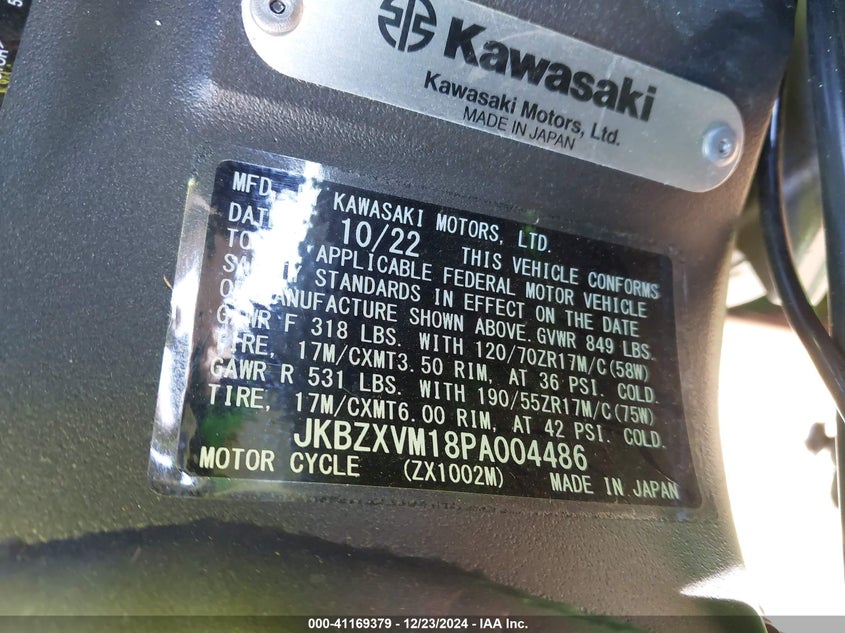 Kawasaki
Kawasaki Motors, Ltd.
MADE IN JAPAN
MFD. KAWASAKI MOTORS, LTD.
DATE 10/22 THIS VEHICLE CONFORMS
TO APPLICABLE FEDERAL MOTOR VEHICLE
SAFETY STANDARDS IN EFFECT ON THE DATE
OF MANUFACTURE SHOWN ABOVE. GVWR 849 LBS.
GAWR F 318 LBS. WITH 120/70ZR17M/C(58W)
TIRE, 17M/CXMT3.50 RIM, AT 36 PSI. COLD.
GAWR R 531 LBS. WITH 190/55ZR17M/C(75W)
TIRE, 17M/CXMT6.00 RIM, AT 42 PSI. COLD.
JKBZXVM18PA004486
MOTOR CYCLE (ZX1002M) MADE IN JAPAN
000-41169379 - 12/23/2024 - IAA Inc.